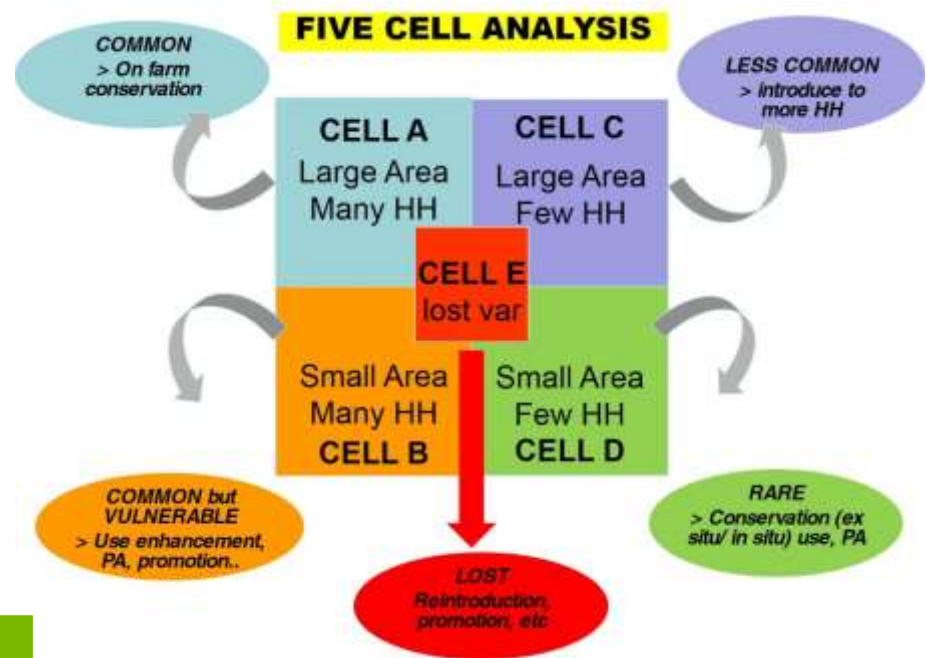 FIVE CELL ANALYSIS
COMMON
> On farm
conservation
LESS COMMON
> introduce to
more HH
CELL A
Large Area
Many HH
CELL C
Large Area
Few HH
CELL E
lost var
Small Area
Many HH
CELL B
Small Area
Few HH
CELL D
COMMON but
VULNERABLE
> Use enhancement,
PA, promotion..
RARE
> Conservation (ex
situ/ in situ) use, PA
LOST
Reintroduction,
promotion, etc